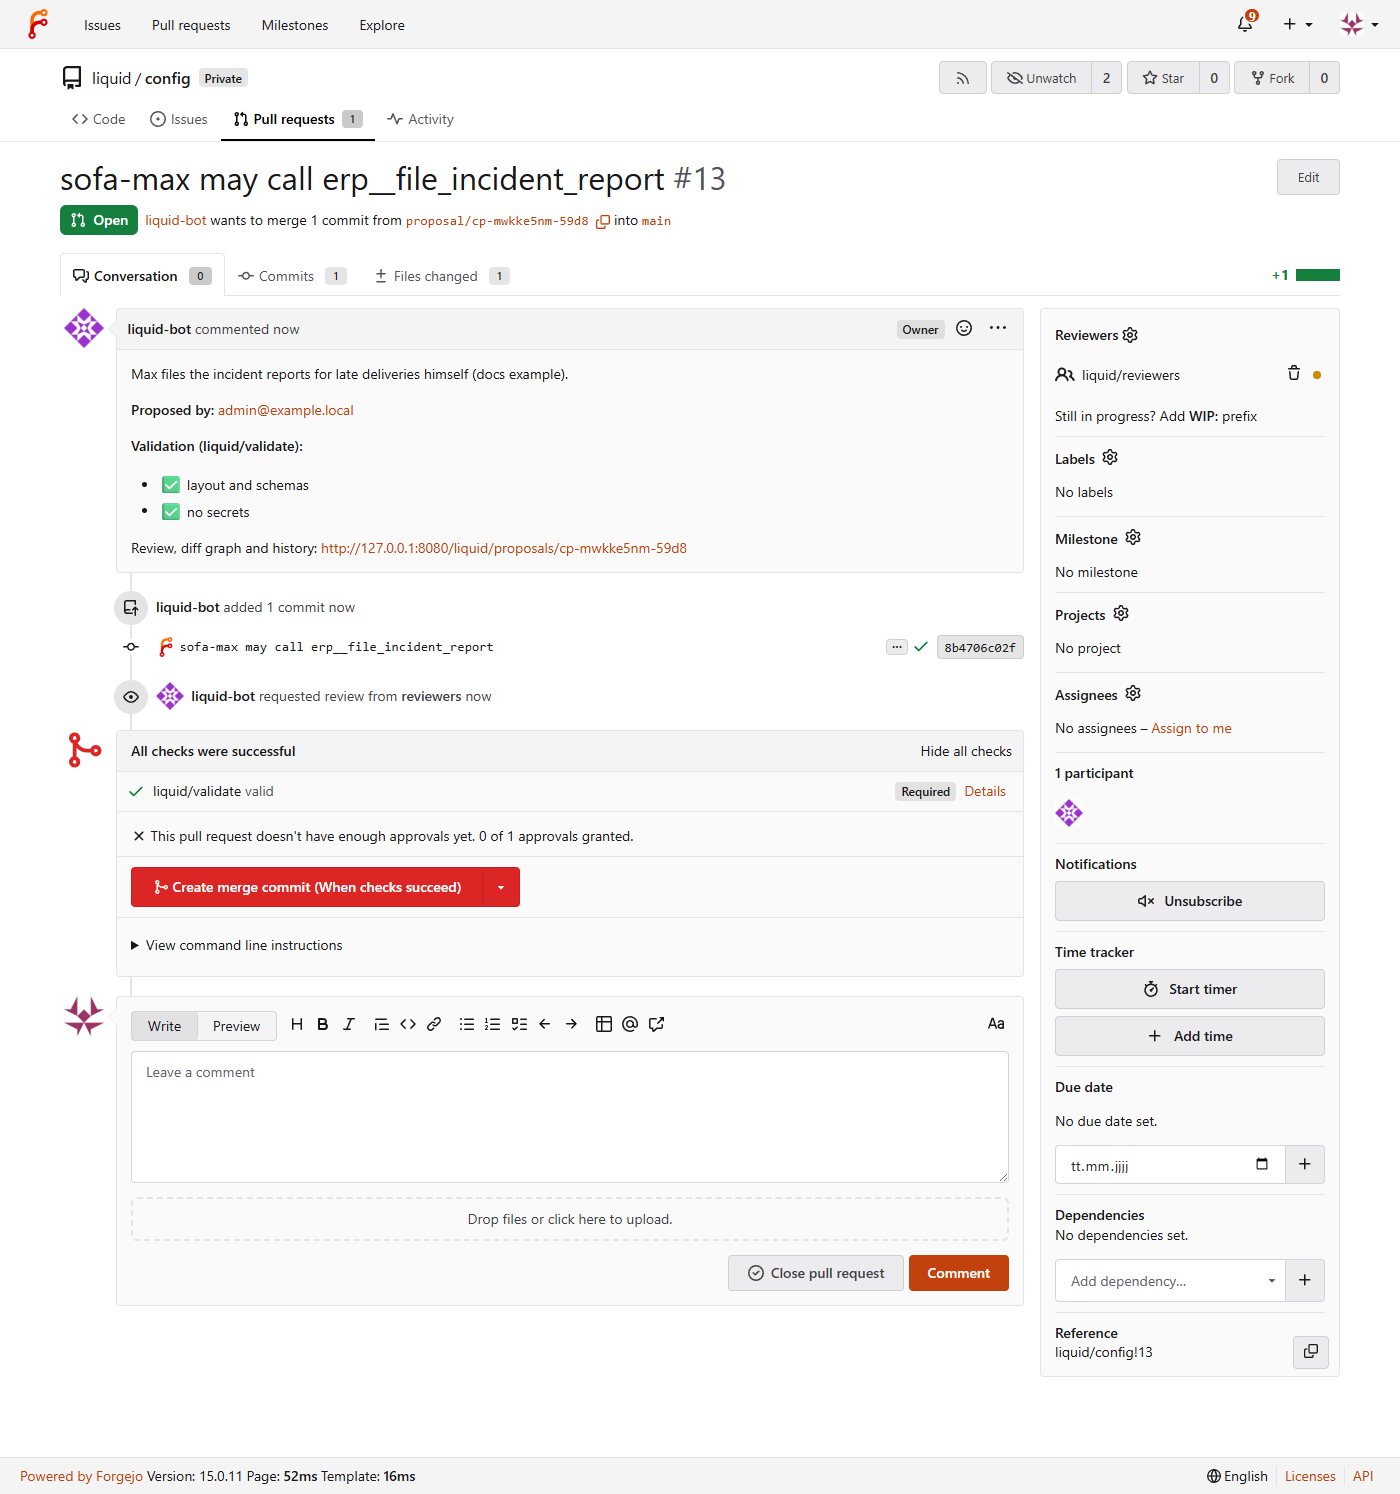 Issues Pull requests Milestones Explore 9
liquid / config Private Unwatch 2 Star 0 Fork 0
Code Issues Pull requests 1 Activity
sofa-max may call erp__file_incident_report #13 Edit
Open liquid-bot wants to merge 1 commit from proposal/cp-mwkke5nm-59d8 into main
Conversation 0 Commits 1 Files changed 1 +1
liquid-bot commented now Owner
Max files the incident reports for late deliveries himself (docs example).
Proposed by: admin@example.local
Validation (liquid/validate):
✅ layout and schemas
✅ no secrets
Review, diff graph and history: http://127.0.0.1:8080/liquid/proposals/cp-mwkke5nm-59d8
liquid-bot added 1 commit now
sofa-max may call erp__file_incident_report ... 8b4706c02f
liquid-bot requested review from reviewers now
All checks were successful Hide all checks
liquid/validate valid Required Details
This pull request doesn't have enough approvals yet. 0 of 1 approvals granted.
Create merge commit (When checks succeed)
View command line instructions
Write Preview H B I Aa
Leave a comment
Drop files or click here to upload.
Close pull request Comment
Reviewers
liquid/reviewers
Still in progress? Add WIP: prefix
Labels
No labels
Milestone
No milestone
Projects
No project
Assignees
No assignees – Assign to me
1 participant
Notifications
Unsubscribe
Time tracker
Start timer
Add time
Due date
No due date set.
tt.mm.jjjj
Dependencies
No dependencies set.
Add dependency...
Reference
liquid/config!13
Powered by Forgejo Version: 15.0.11 Page: 52ms Template: 16ms English Licenses API